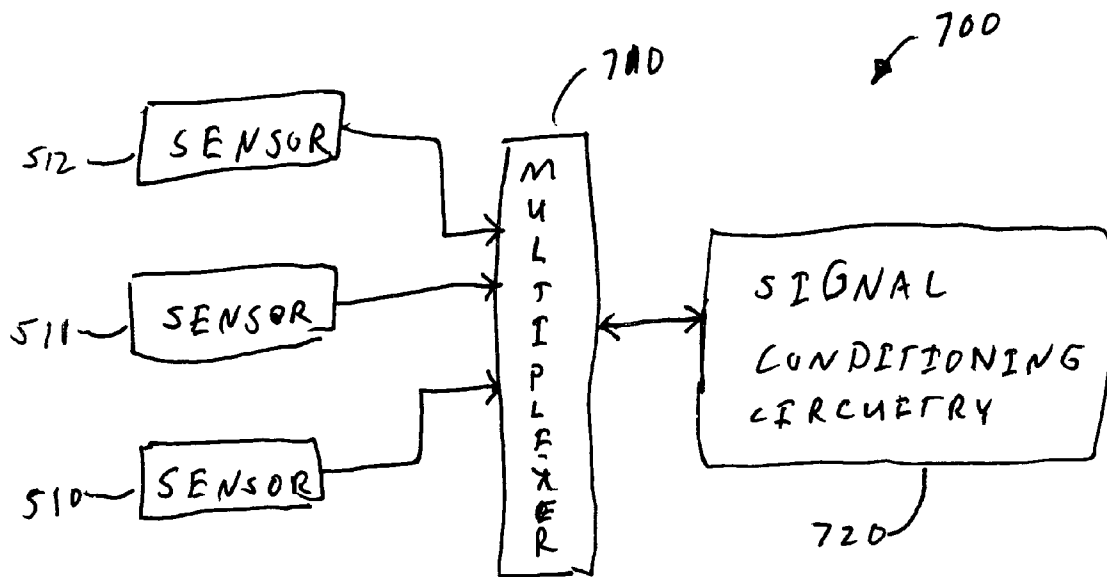 700
710
512
SENSOR
MULTIPLEXER
511
SENSOR
SIGNAL
CONDITIONING
CIRCUITRY
510
SENSOR
720